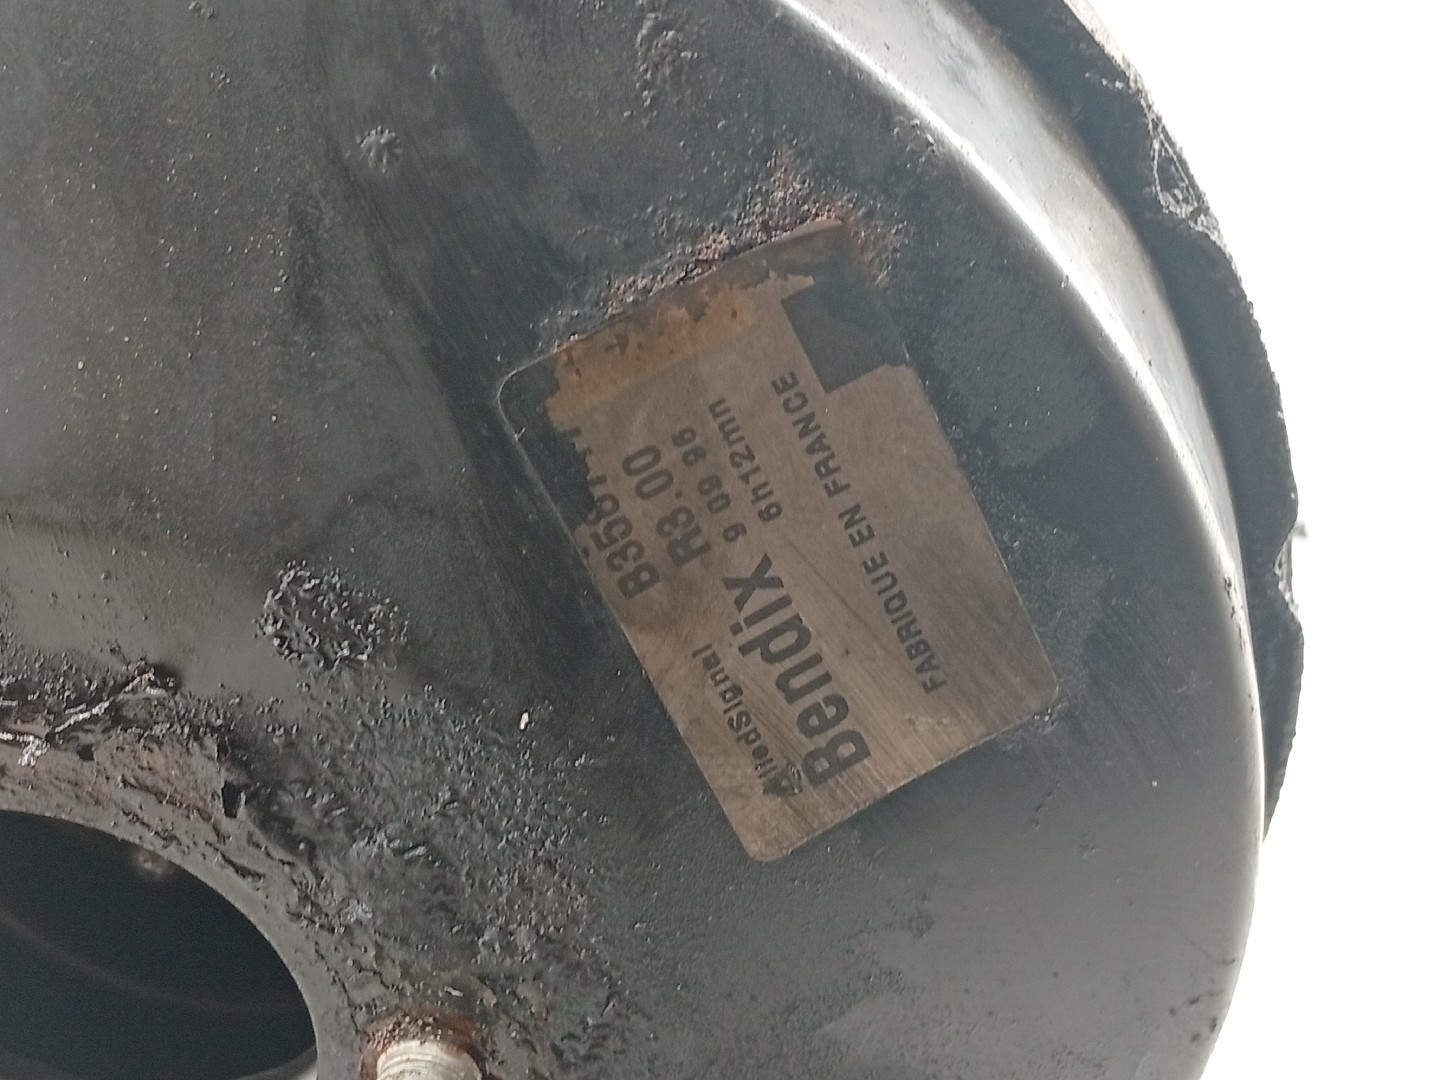 AlliedSignal
Bendix
R3.00
9 09 96
6h12mn
FABRIQUE EN FRANCE